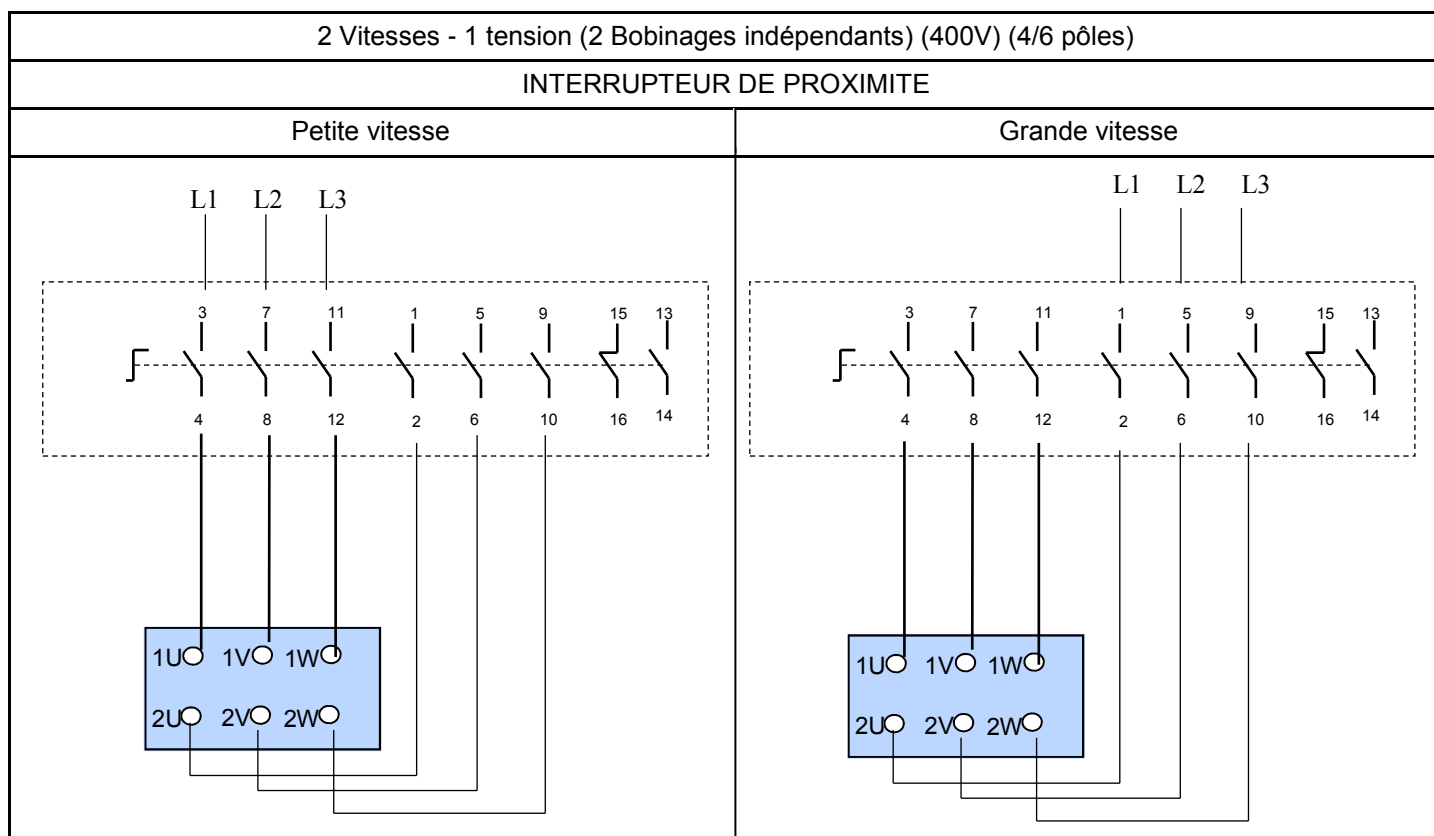 2 Vitesses - 1 tension (2 Bobinages indépendants) (400V) (4/6 pôles)
INTERRUPTEUR DE PROXIMITE
Petite vitesse
L1 L2 L3
3 7 11 1 5 9 15 13
4 8 12 2 6 10 16 14
1U 1V 1W
2U 2V 2W
Grande vitesse
L1 L2 L3
3 7 11 1 5 9 15 13
4 8 12 2 6 10 16 14
1U 1V 1W
2U 2V 2W